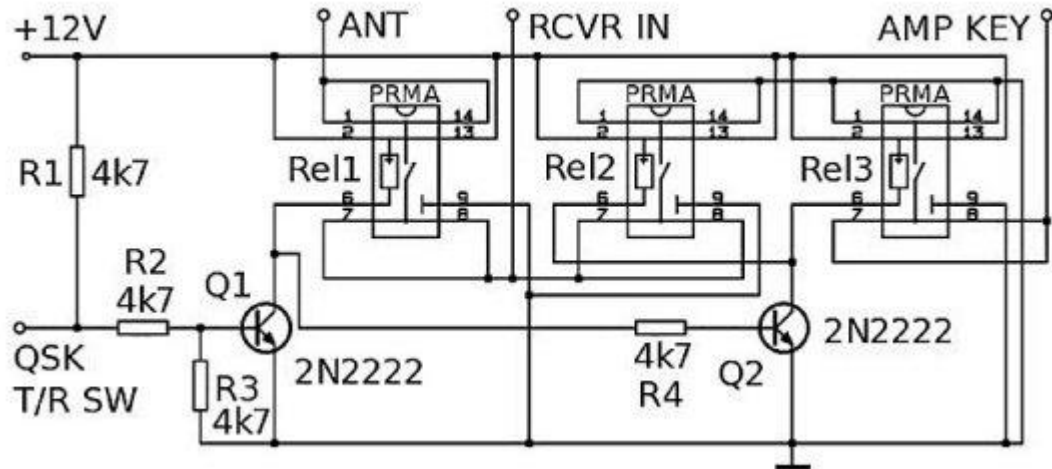 +12V
ANT
RCVR IN
AMP KEY
PRMA
PRMA
PRMA
1 14
2 13
1 14
2 13
1 14
2 13
R1 4k7
Rel1
Rel2
Rel3
6 9
7 8
6 9
7 8
6 9
7 8
R2
4k7
Q1
QSK
T/R SW
2N2222
R3
4k7
4k7
R4
Q2
2N2222